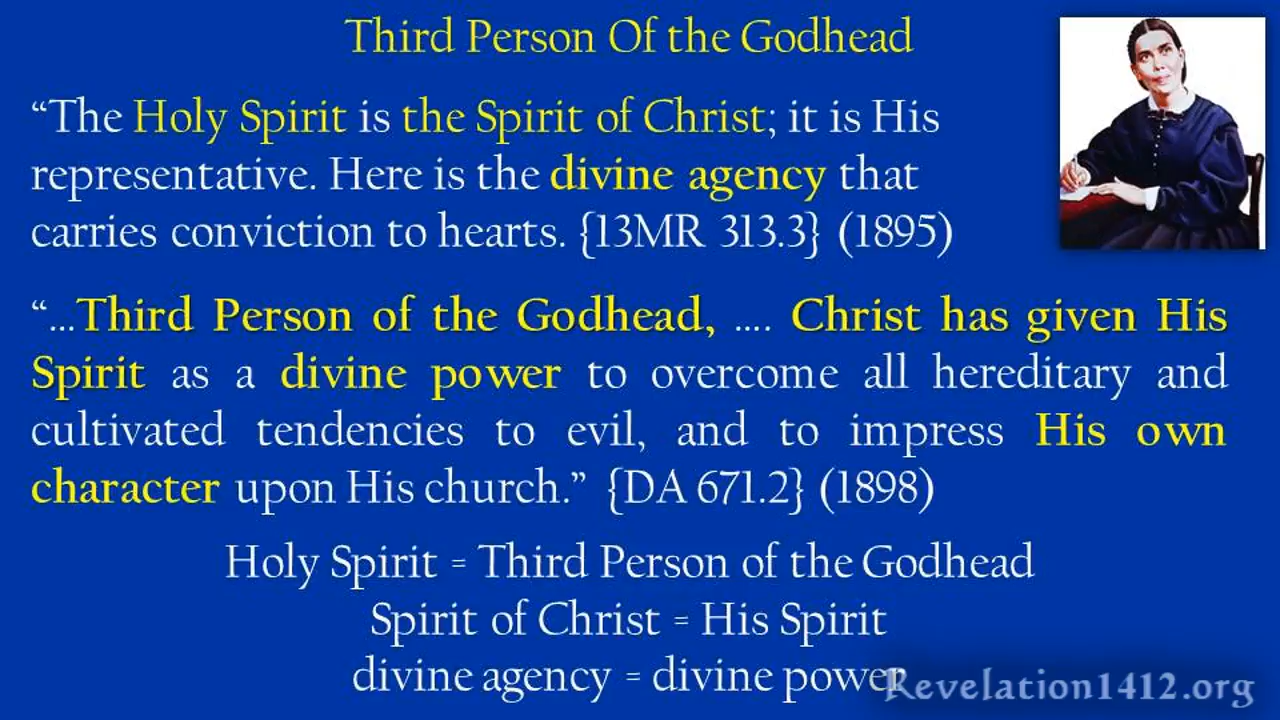 Third Person Of the Godhead
“The Holy Spirit is the Spirit of Christ; it is His
representative. Here is the divine agency that
carries conviction to hearts. {13MR 313.3} (1895)
“...Third Person of the Godhead, .... Christ has given His
Spirit as a divine power to overcome all hereditary and
cultivated tendencies to evil, and to impress His own
character upon His church.” {DA 671.2} (1898)
Holy Spirit = Third Person of the Godhead
Spirit of Christ = His Spirit
divine agency = divine power
Revelation1412.org